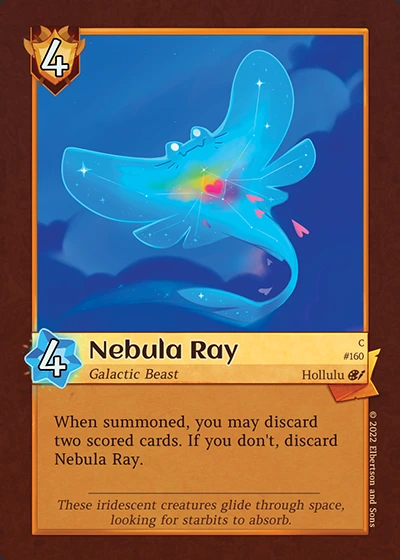 4
4
Nebula Ray
C
#160
Galactic Beast
Hollulu
When summoned, you may discard
two scored cards. If you don't, discard
Nebula Ray.
These iridescent creatures glide through space,
looking for starbits to absorb.
© 2022 Elbertson and Sons